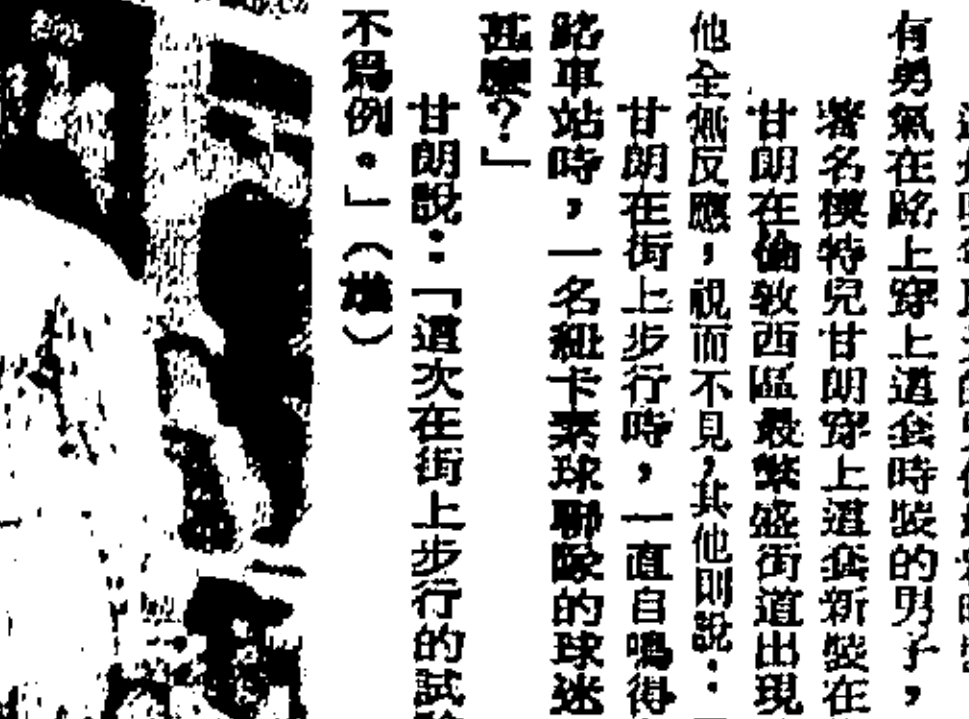 有勇氣在路上穿上這套時裝的男子，
著名模特兒甘朗穿上這套新裝在
甘朗在倫敦西區最繁盛街道出現
他全無反應，視而不見，其他則說：
甘朗在街上步行時，一直自鳴得
路車站時，一名紐卡素球聯隊的球迷
甚麼？」
甘朗說：「這次在街上步行的試
不爲例。」（雄）